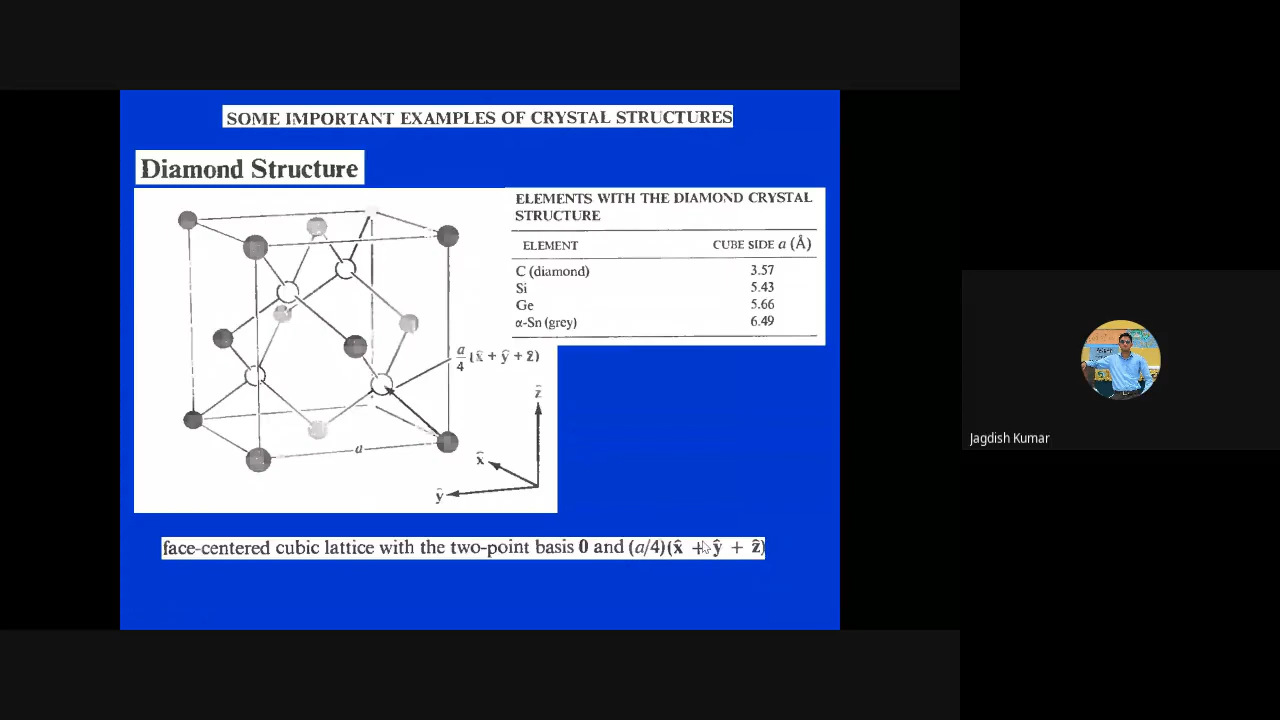 SOME IMPORTANT EXAMPLES OF CRYSTAL STRUCTURES
Diamond Structure
ELEMENTS WITH THE DIAMOND CRYSTAL
STRUCTURE
ELEMENT CUBE SIDE a (Å)
C (diamond) 3.57
Si 5.43
Ge 5.66
α-Sn (grey) 6.49
a/4 (x̂ + ŷ + ẑ)
ẑ
a
x̂
ŷ
face-centered cubic lattice with the two-point basis 0 and (a/4)(x̂ + ŷ + ẑ)
Jagdish Kumar